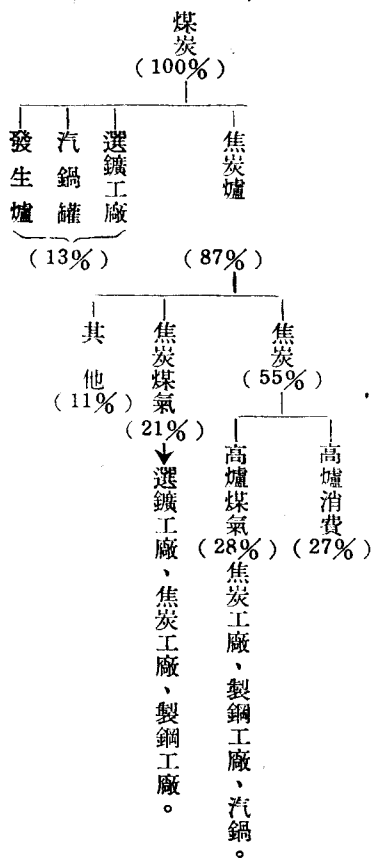 煤炭
(100%)
焦炭爐
(87%)
選鑛工廠
汽鍋罐
發生爐
(13%)
焦炭
(55%)
高爐消費
(27%)
高爐煤氣
(28%)
焦炭工廠、製鋼工廠、汽鍋。
焦炭煤氣
(21%)
選鑛工廠、焦炭工廠、製鋼工廠。
其他
(11%)